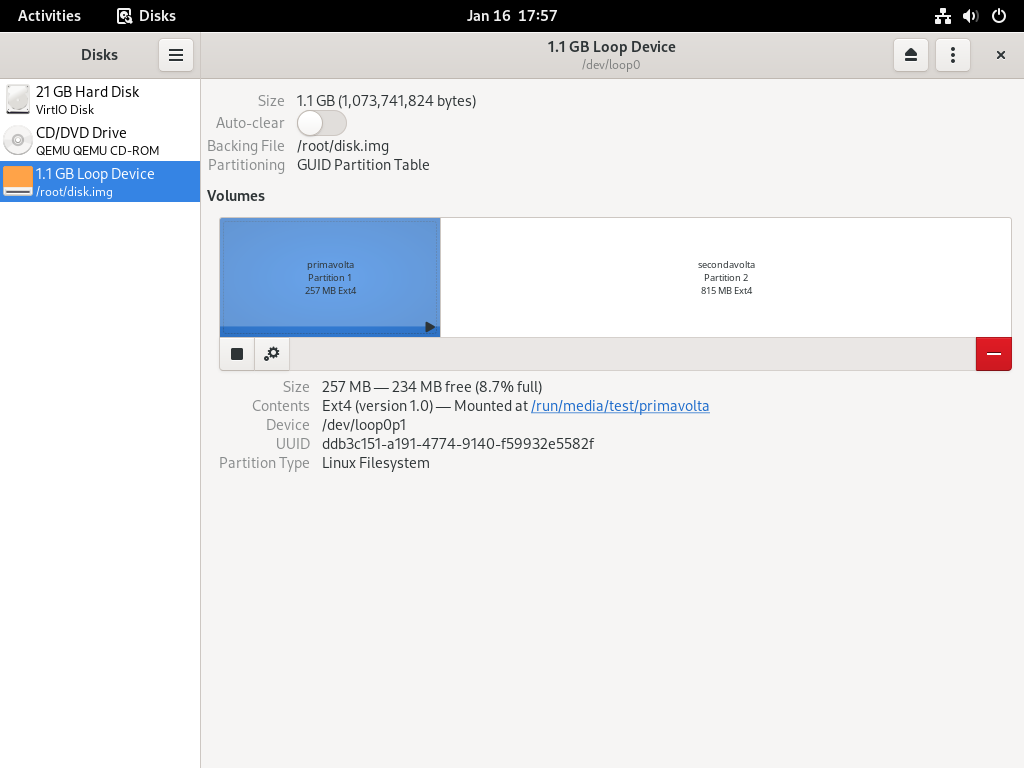 Activities
Disks
Jan 16  17:57
Disks
1.1 GB Loop Device
/dev/loop0
21 GB Hard Disk
VirtIO Disk
CD/DVD Drive
QEMU QEMU CD-ROM
1.1 GB Loop Device
/root/disk.img
Size 1.1 GB (1,073,741,824 bytes)
Auto-clear
Backing File /root/disk.img
Partitioning GUID Partition Table
Volumes
primavolta
Partition 1
257 MB Ext4
secondavolta
Partition 2
815 MB Ext4
Size 257 MB — 234 MB free (8.7% full)
Contents Ext4 (version 1.0) — Mounted at /run/media/test/primavolta
Device /dev/loop0p1
UUID ddb3c151-a191-4774-9140-f59932e5582f
Partition Type Linux Filesystem